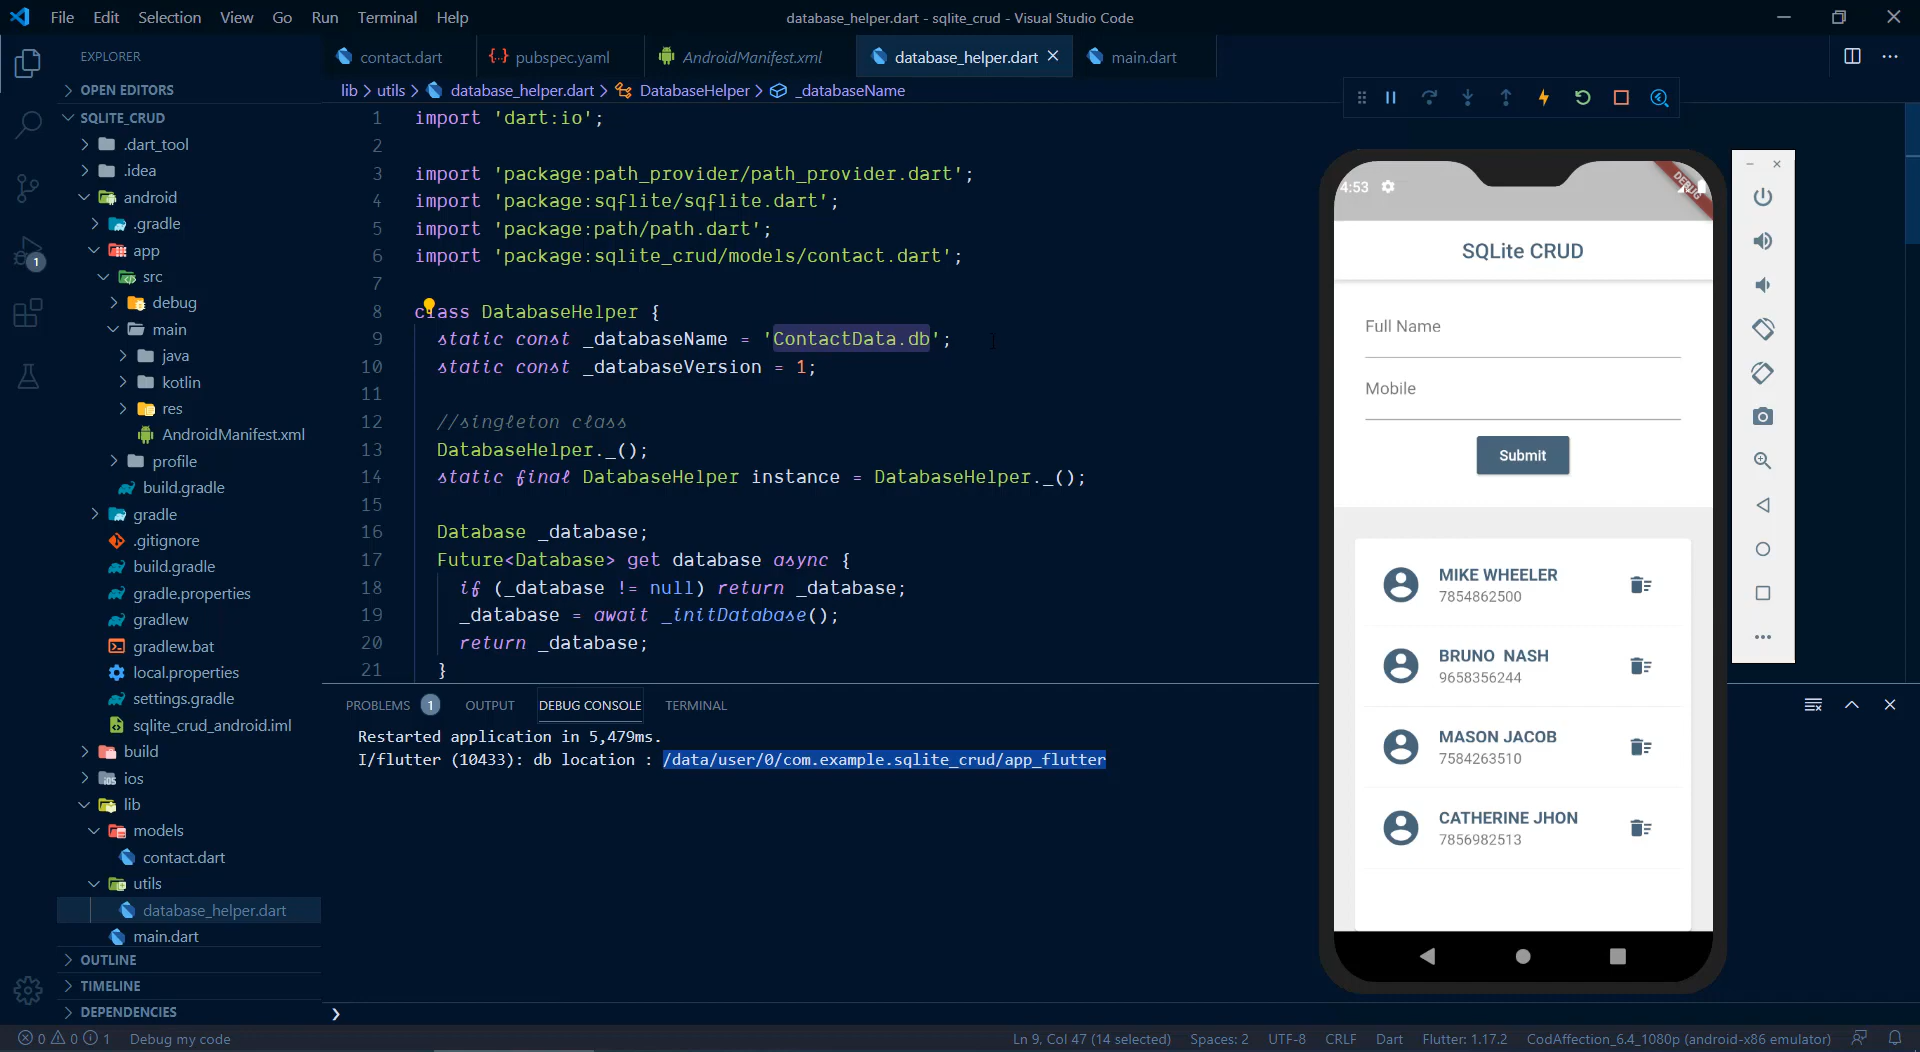 File Edit Selection View Go Run Terminal Help
database_helper.dart - sqlite_crud - Visual Studio Code
EXPLORER
OPEN EDITORS
SQLITE_CRUD
.dart_tool
.idea
android
.gradle
app
src
debug
main
java
kotlin
res
AndroidManifest.xml
profile
build.gradle
gradle
.gitignore
build.gradle
gradle.properties
gradlew
gradlew.bat
local.properties
settings.gradle
sqlite_crud_android.iml
build
ios
lib
models
contact.dart
utils
database_helper.dart
main.dart
OUTLINE
TIMELINE
DEPENDENCIES
1
contact.dart pubspec.yaml AndroidManifest.xml database_helper.dart main.dart
lib > utils > database_helper.dart > DatabaseHelper > _databaseName
1 import 'dart:io';
2
3 import 'package:path_provider/path_provider.dart';
4 import 'package:sqflite/sqflite.dart';
5 import 'package:path/path.dart';
6 import 'package:sqlite_crud/models/contact.dart';
7
8 class DatabaseHelper {
9 static const _databaseName = 'ContactData.db';
10 static const _databaseVersion = 1;
11
12 //singleton class
13 DatabaseHelper._();
14 static final DatabaseHelper instance = DatabaseHelper._();
15
16 Database _database;
17 Future<Database> get database async {
18 if (_database != null) return _database;
19 _database = await _initDatabase();
20 return _database;
21 }
PROBLEMS 1 OUTPUT DEBUG CONSOLE TERMINAL
Restarted application in 5,479ms.
I/flutter (10433): db location : /data/user/0/com.example.sqlite_crud/app_flutter
4:53
DEBUG
SQLite CRUD
Full Name
Mobile
Submit
MIKE WHEELER
7854862500
BRUNO NASH
9658356244
MASON JACOB
7584263510
CATHERINE JHON
7856982513
0 0 1 Debug my code
Ln 9, Col 47 (14 selected) Spaces: 2 UTF-8 CRLF Dart Flutter: 1.17.2 CodAffection_6.4_1080p (android-x86 emulator)